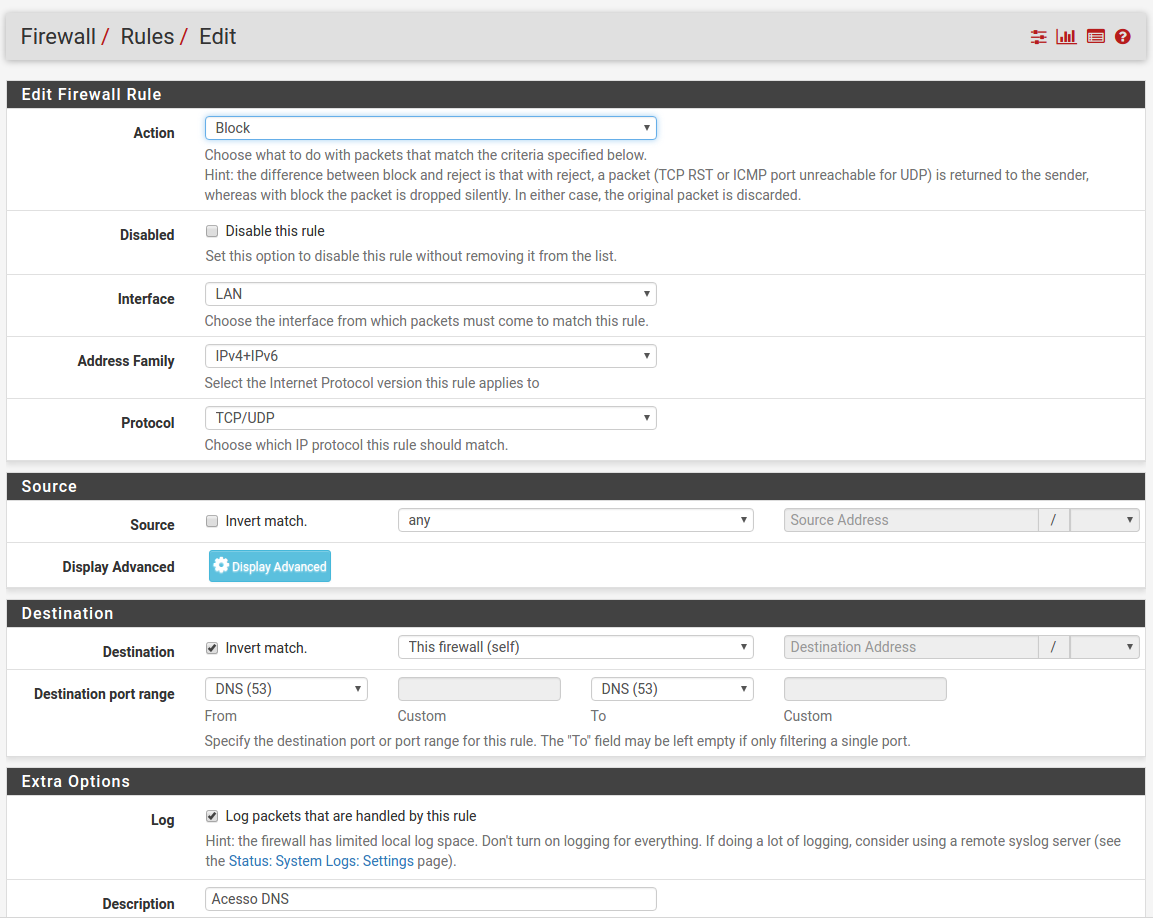 Firewall / Rules / Edit
Edit Firewall Rule
Action
Block
Choose what to do with packets that match the criteria specified below.
Hint: the difference between block and reject is that with reject, a packet (TCP RST or ICMP port unreachable for UDP) is returned to the sender,
whereas with block the packet is dropped silently. In either case, the original packet is discarded.
Disabled
Disable this rule
Set this option to disable this rule without removing it from the list.
Interface
LAN
Choose the interface from which packets must come to match this rule.
Address Family
IPv4+IPv6
Select the Internet Protocol version this rule applies to
Protocol
TCP/UDP
Choose which IP protocol this rule should match.
Source
Source
Invert match.
any
Source Address
/
Display Advanced
Display Advanced
Destination
Destination
Invert match.
This firewall (self)
Destination Address
/
Destination port range
DNS (53)
DNS (53)
From
Custom
To
Custom
Specify the destination port or port range for this rule. The "To" field may be left empty if only filtering a single port.
Extra Options
Log
Log packets that are handled by this rule
Hint: the firewall has limited local log space. Don't turn on logging for everything. If doing a lot of logging, consider using a remote syslog server (see
the Status: System Logs: Settings page).
Description
Acesso DNS